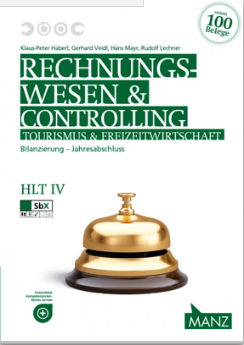 Klaus-Peter Haberl, Gerhard Veidl, Hans Mayr, Rudolf Lechner
100
Belege
RECHNUNGS-
WESEN &
CONTROLLING
TOURISMUS & FREIZEITWIRTSCHAFT
Bilanzierung – Jahresabschluss
HLT IV
SbX
MANZ